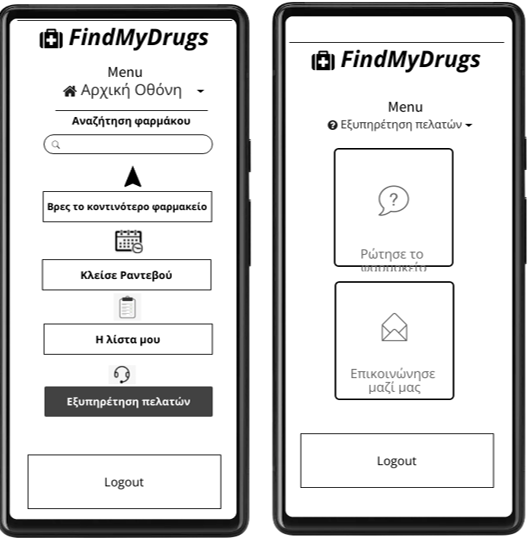 FindMyDrugs
Menu
Αρχική Οθόνη
Αναζήτηση φαρμάκου
Βρες το κοντινότερο φαρμακείο
Κλείσε Ραντεβού
Η λίστα μου
Εξυπηρέτηση πελατών
Logout
FindMyDrugs
Menu
Εξυπηρέτηση πελατών
Ρώτησε το
Επικοινώνησε
μαζί μας
Logout